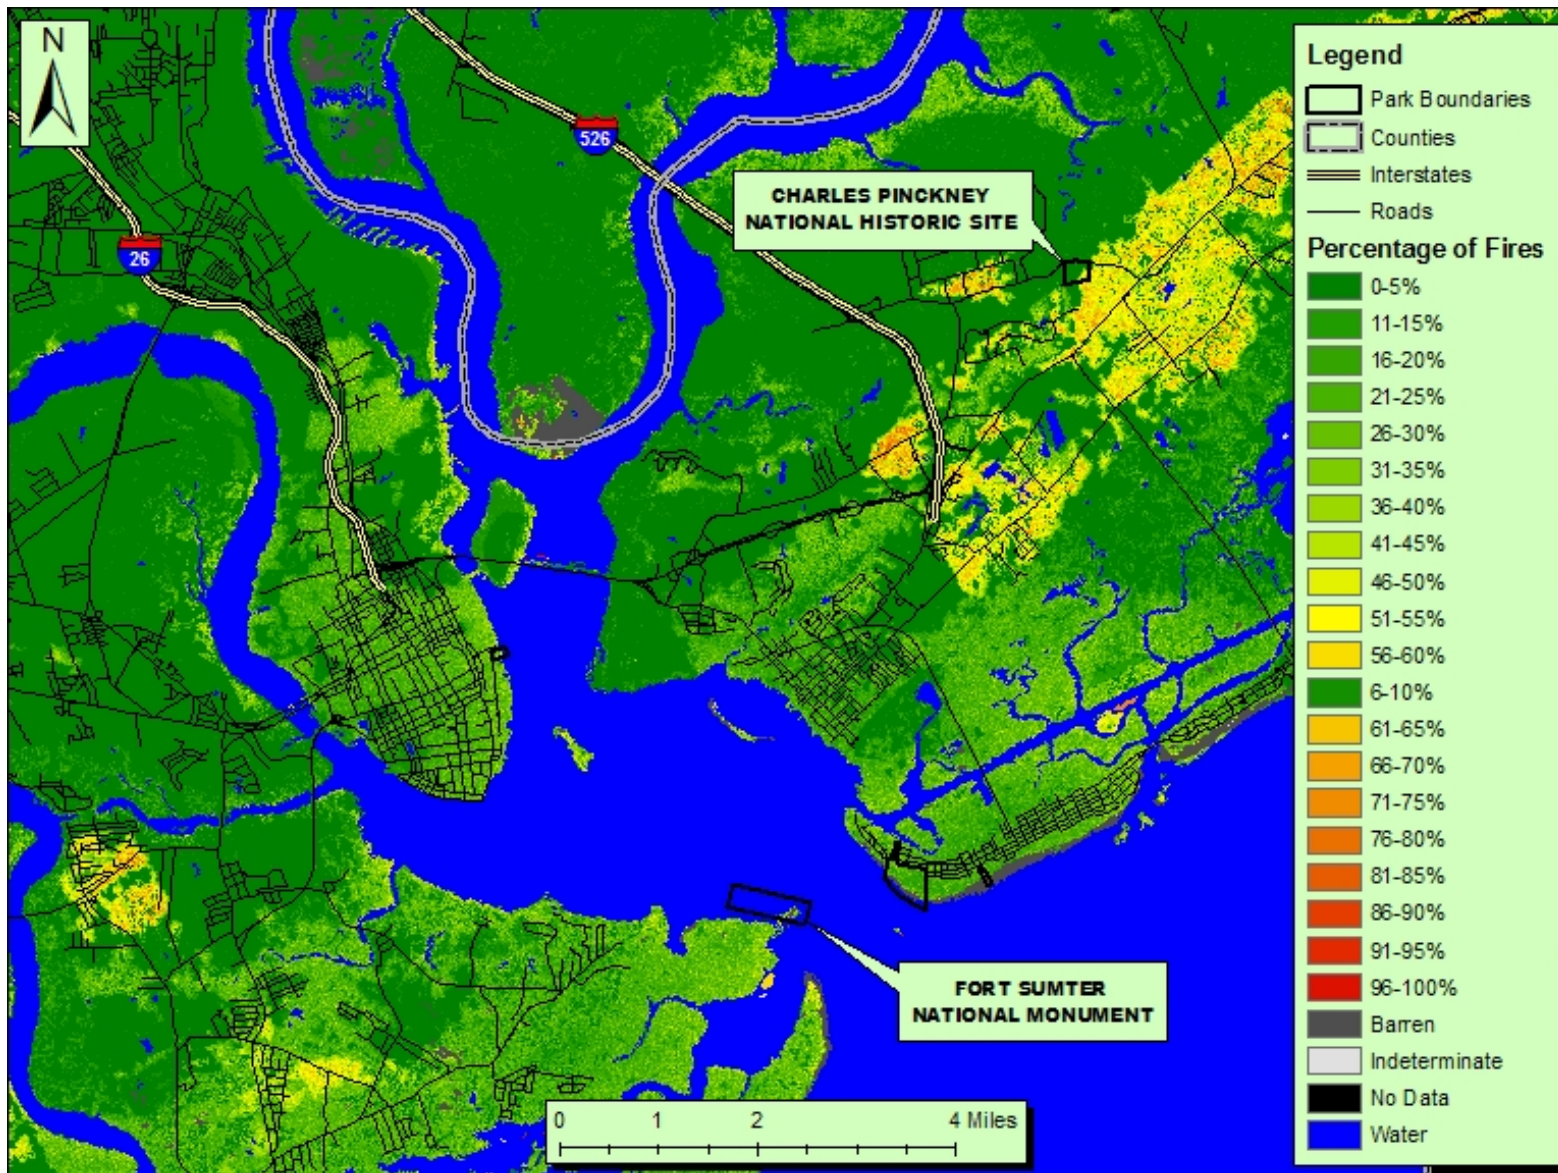 N
526
26
CHARLES PINCKNEY
NATIONAL HISTORIC SITE
FORT SUMTER
NATIONAL MONUMENT
0 1 2 4 Miles
Legend
Park Boundaries
Counties
Interstates
Roads
Percentage of Fires
0-5%
11-15%
16-20%
21-25%
26-30%
31-35%
36-40%
41-45%
46-50%
51-55%
56-60%
6-10%
61-65%
66-70%
71-75%
76-80%
81-85%
86-90%
91-95%
96-100%
Barren
Indeterminate
No Data
Water